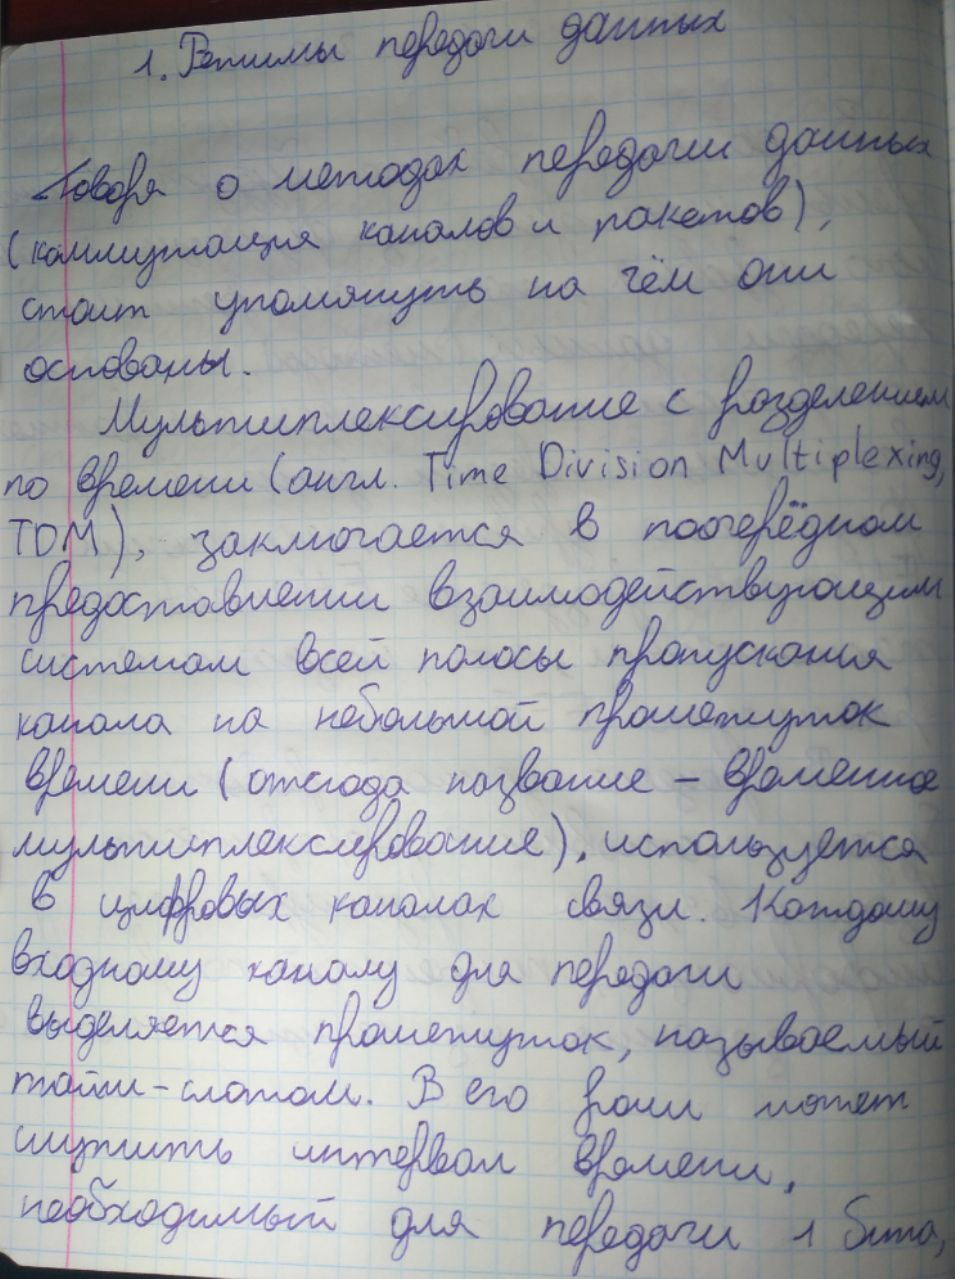 1. Режимы передачи данных
Говоря о методах передачи данных
(коммутация каналов и пакетов),
стоит упомянуть на чём они
основаны.
Мультиплексирование с разделением
по времени (англ. Time Division Multiplexing,
TDM), заключается в поочерёдном
предоставлении взаимодействующим
системам всей полосы пропускания
канала на небольшой промежуток
времени (отсюда название – временное
мультиплексирование), используется
в цифровых каналах связи. Каждому
входному каналу для передачи
выделяется промежуток, называемый
тайм-слотом. В его роли может
служить интервал времени,
необходимый для передачи 1 бита,